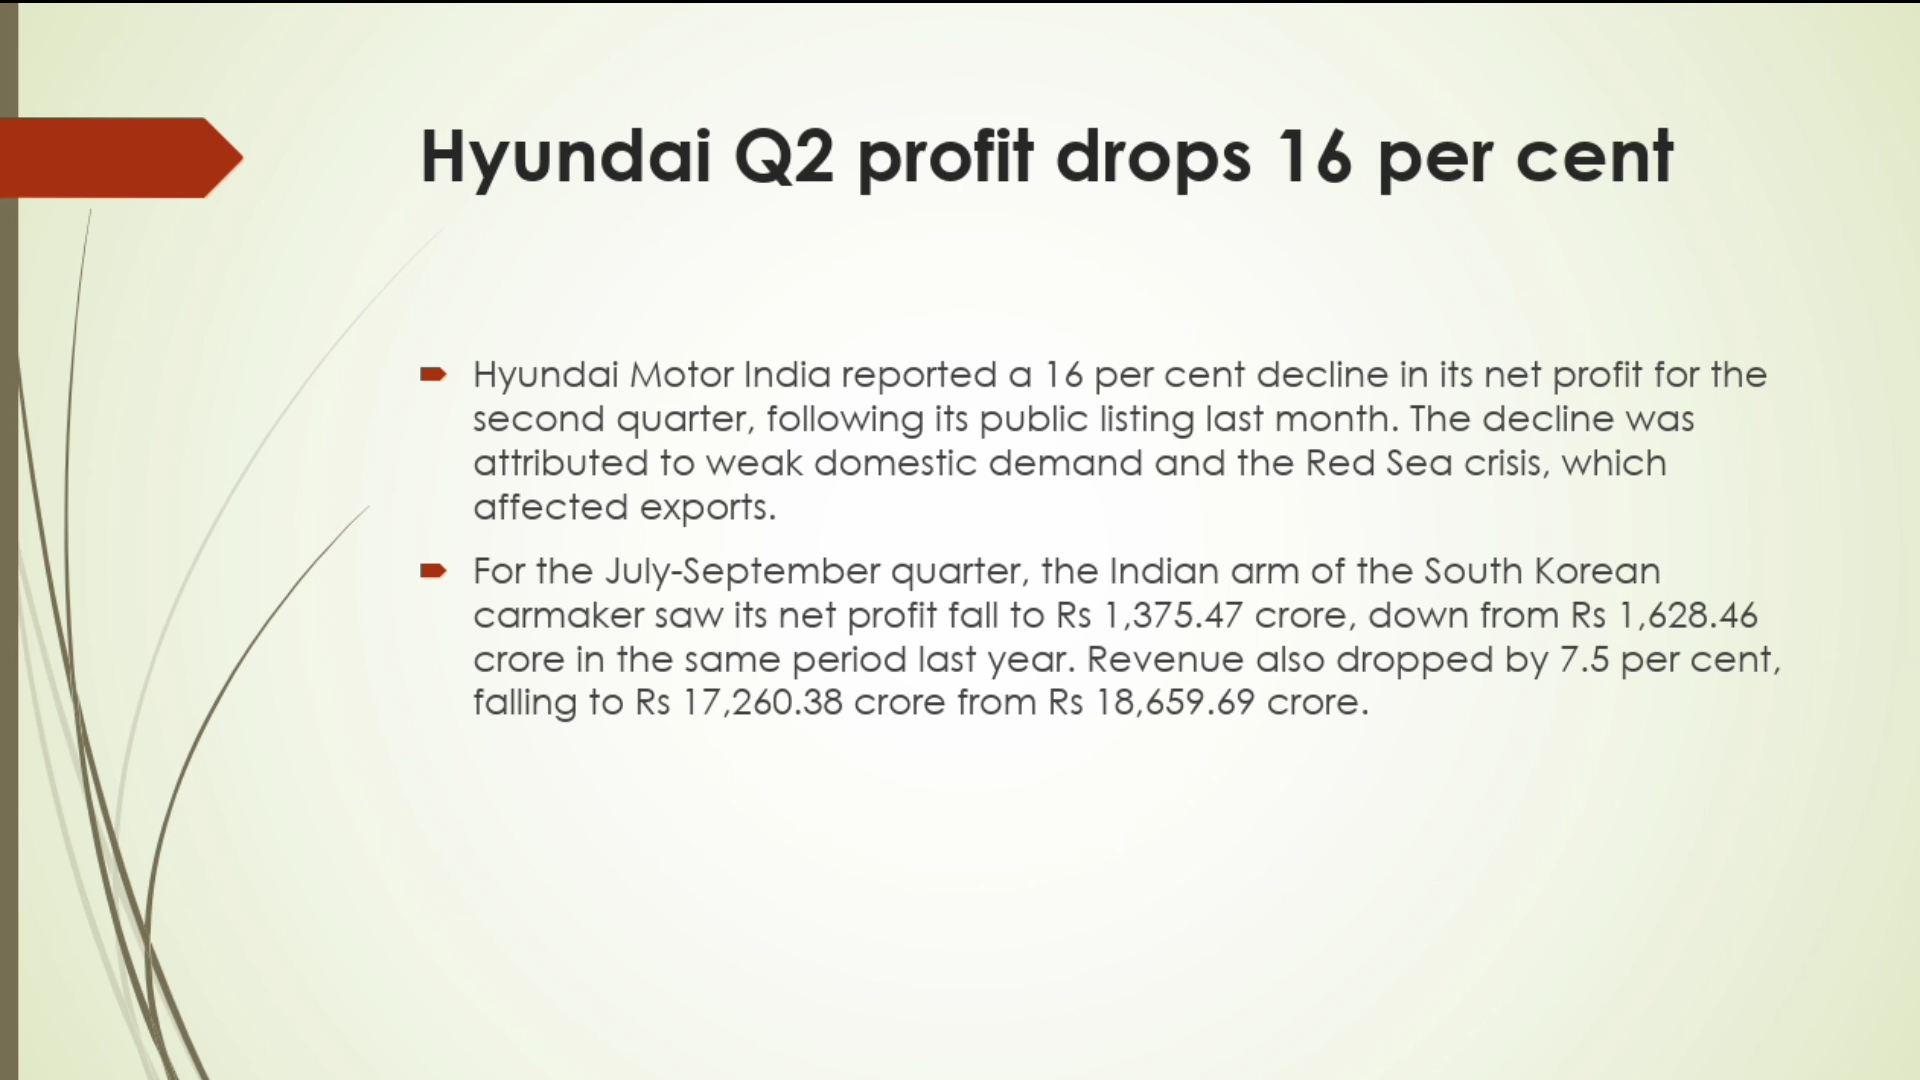 Hyundai Q2 profit drops 16 per cent
Hyundai Motor India reported a 16 per cent decline in its net profit for the
second quarter, following its public listing last month. The decline was
attributed to weak domestic demand and the Red Sea crisis, which
affected exports.
For the July-September quarter, the Indian arm of the South Korean
carmaker saw its net profit fall to Rs 1,375.47 crore, down from Rs 1,628.46
crore in the same period last year. Revenue also dropped by 7.5 per cent,
falling to Rs 17,260.38 crore from Rs 18,659.69 crore.